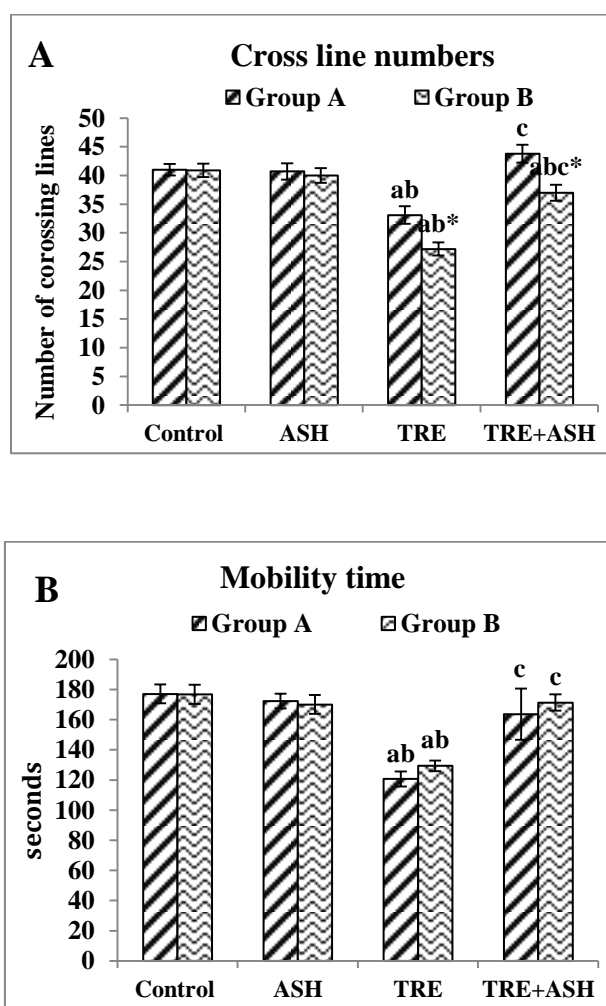 A
Cross line numbers
Group A Group B
Number of corossing lines
50
45
40
35
30
25
20
15
10
5
0
ab
ab*
c
abc*
Control ASH TRE TRE+ASH
B
Mobility time
Group A Group B
seconds
200
180
160
140
120
100
80
60
40
20
0
ab ab
c c
Control ASH TRE TRE+ASH